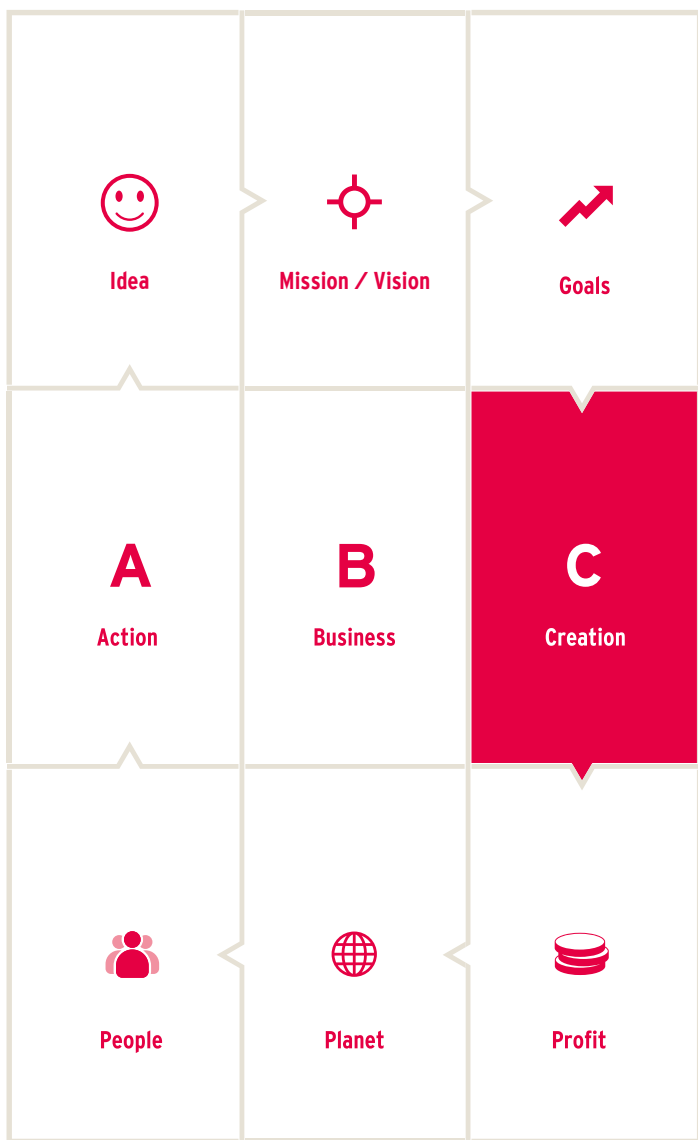 Idea
Mission / Vision
Goals
A
Action
B
Business
C
Creation
People
Planet
Profit